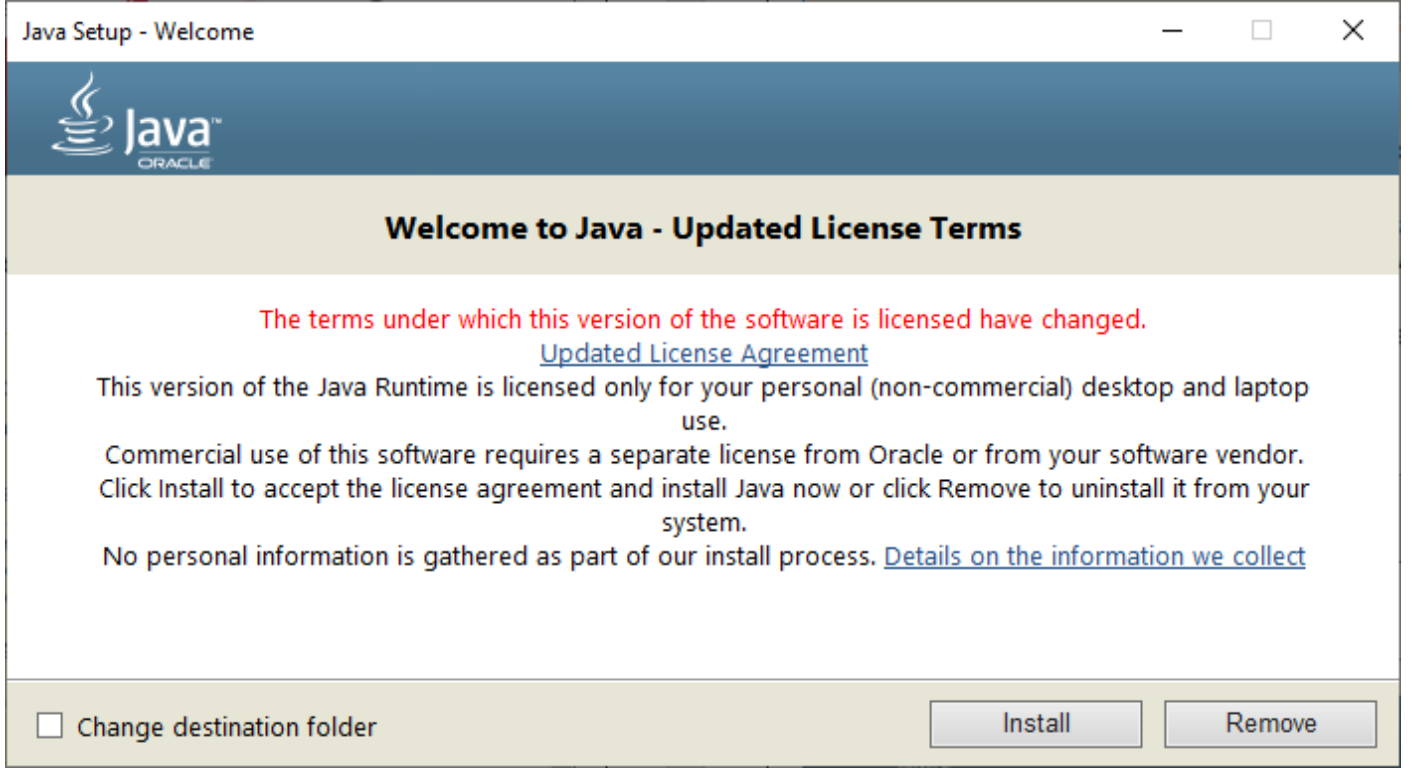 Java Setup - Welcome
Java™
ORACLE
Welcome to Java - Updated License Terms
The terms under which this version of the software is licensed have changed.
Updated License Agreement
This version of the Java Runtime is licensed only for your personal (non-commercial) desktop and laptop
use.
Commercial use of this software requires a separate license from Oracle or from your software vendor.
Click Install to accept the license agreement and install Java now or click Remove to uninstall it from your
system.
No personal information is gathered as part of our install process. Details on the information we collect
Change destination folder
Install
Remove